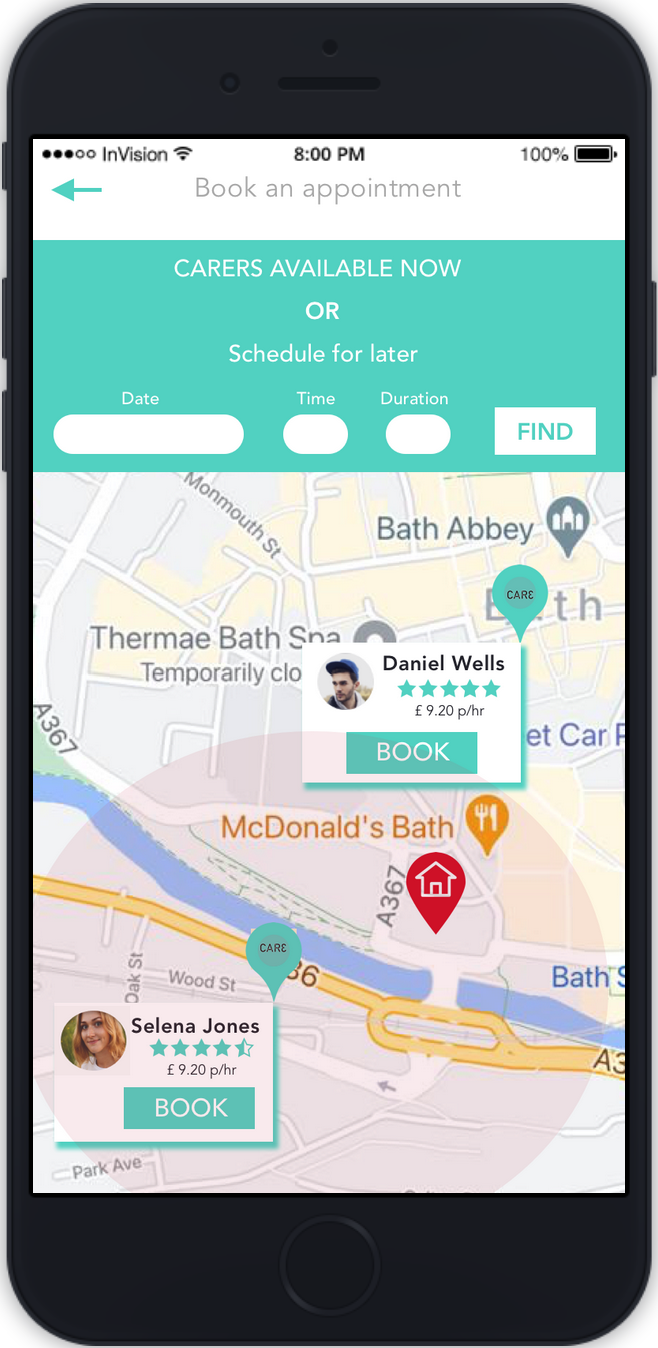 ●●●○○ InVision 8:00 PM 100%
Book an appointment
CARERS AVAILABLE NOW
OR
Schedule for later
Date Time Duration
FIND
Monmouth St
Bath Abbey
CARE
Thermae Bath Spa
Temporarily clo
Daniel Wells
£ 9.20 p/hr
BOOK
A367
et Car P
McDonald's Bath
A367
CARE
36
Oak St
Wood St
Bath S
Selena Jones
£ 9.20 p/hr
BOOK
A3
Park Ave